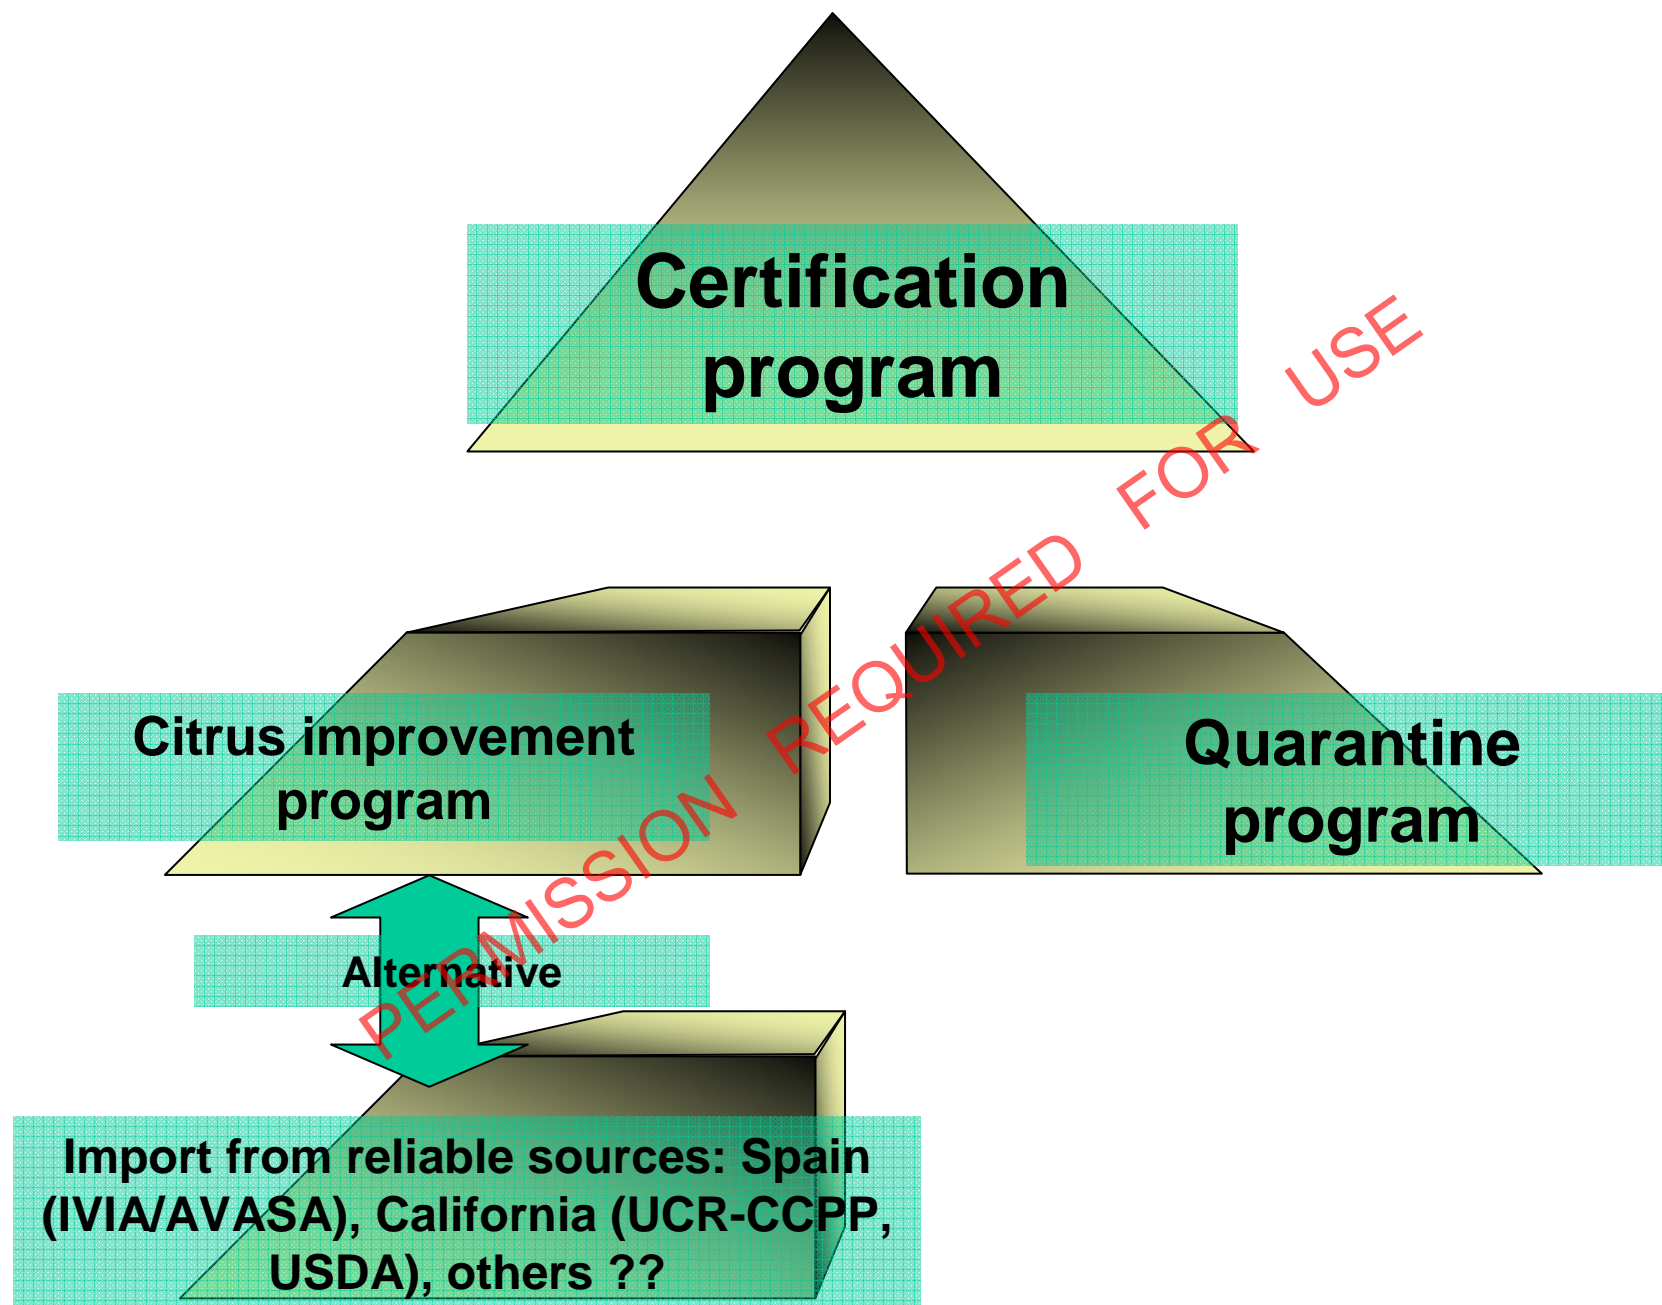 Certification
program
Citrus improvement
program
Quarantine
program
Alternative
Import from reliable sources: Spain
(IVIA/AVASA), California (UCR-CCPP,
USDA), others ??
PERMISSION REQUIRED FOR USE